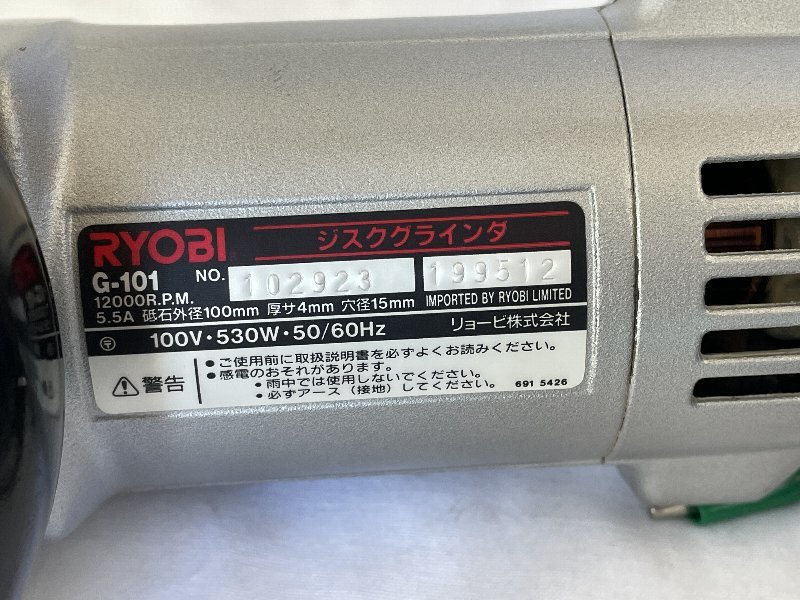 RYOBI ジスクグラインダ
G-101 NO. 102923 199512
12000R.P.M.
5.5A 砥石外径100mm 厚サ4mm 穴径15mm IMPORTED BY RYOBI LIMITED
〒 100V・530W・50/60Hz リョービ株式会社
⚠警告
●ご使用前に取扱説明書を必ずよくお読みください。
●感電のおそれがあります。
・雨中では使用しないでください。
・必ずアース（接地）してください。 691 5426